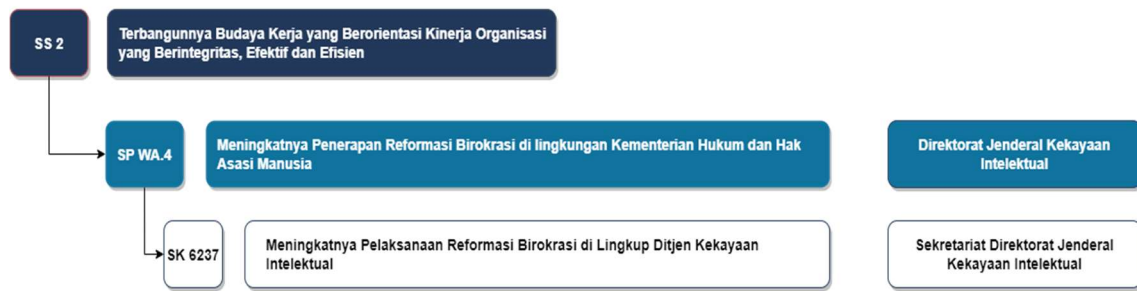 SS 2
Terbangunnya Budaya Kerja yang Berorientasi Kinerja Organisasi
yang Berintegritas, Efektif dan Efisien
SP WA.4
Meningkatnya Penerapan Reformasi Birokrasi di lingkungan Kementerian Hukum dan Hak
Asasi Manusia
Direktorat Jenderal Kekayaan
Intelektual
SK 6237
Meningkatnya Pelaksanaan Reformasi Birokrasi di Lingkup Ditjen Kekayaan
Intelektual
Sekretariat Direktorat Jenderal
Kekayaan Intelektual